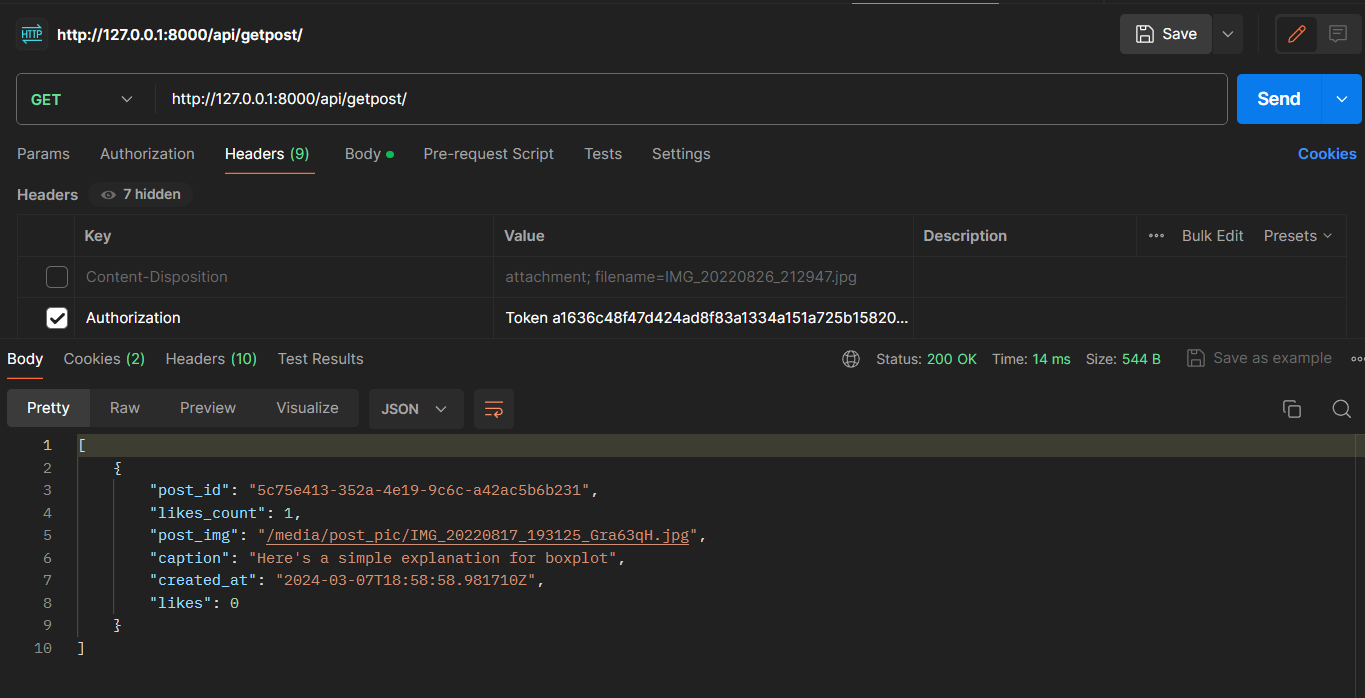 HTTP http://127.0.0.1:8000/api/getpost/ Save
GET http://127.0.0.1:8000/api/getpost/ Send
Params Authorization Headers (9) Body Pre-request Script Tests Settings Cookies
Headers 7 hidden
Key Value Description Bulk Edit Presets
Content-Disposition attachment; filename=IMG_20220826_212947.jpg
Authorization Token a1636c48f47d424ad8f83a1334a151a725b15820...
Body Cookies (2) Headers (10) Test Results Status: 200 OK Time: 14 ms Size: 544 B Save as example
Pretty Raw Preview Visualize JSON
1 [
2 {
3 "post_id": "5c75e413-352a-4e19-9c6c-a42ac5b6b231",
4 "likes_count": 1,
5 "post_img": "/media/post_pic/IMG_20220817_193125_Gra63qH.jpg",
6 "caption": "Here's a simple explanation for boxplot",
7 "created_at": "2024-03-07T18:58:58.981710Z",
8 "likes": 0
9 }
10 ]